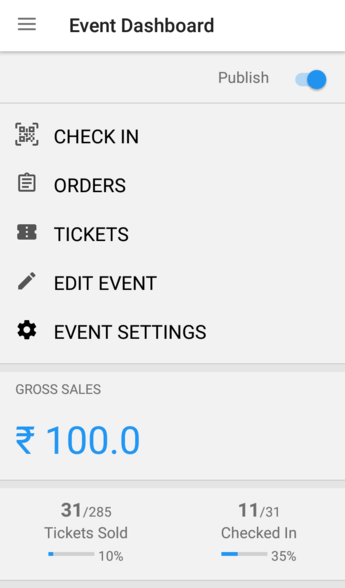 Event Dashboard
Publish
CHECK IN
ORDERS
TICKETS
EDIT EVENT
EVENT SETTINGS
GROSS SALES
₹ 100.0
31/285 11/31
Tickets Sold Checked In
10% 35%